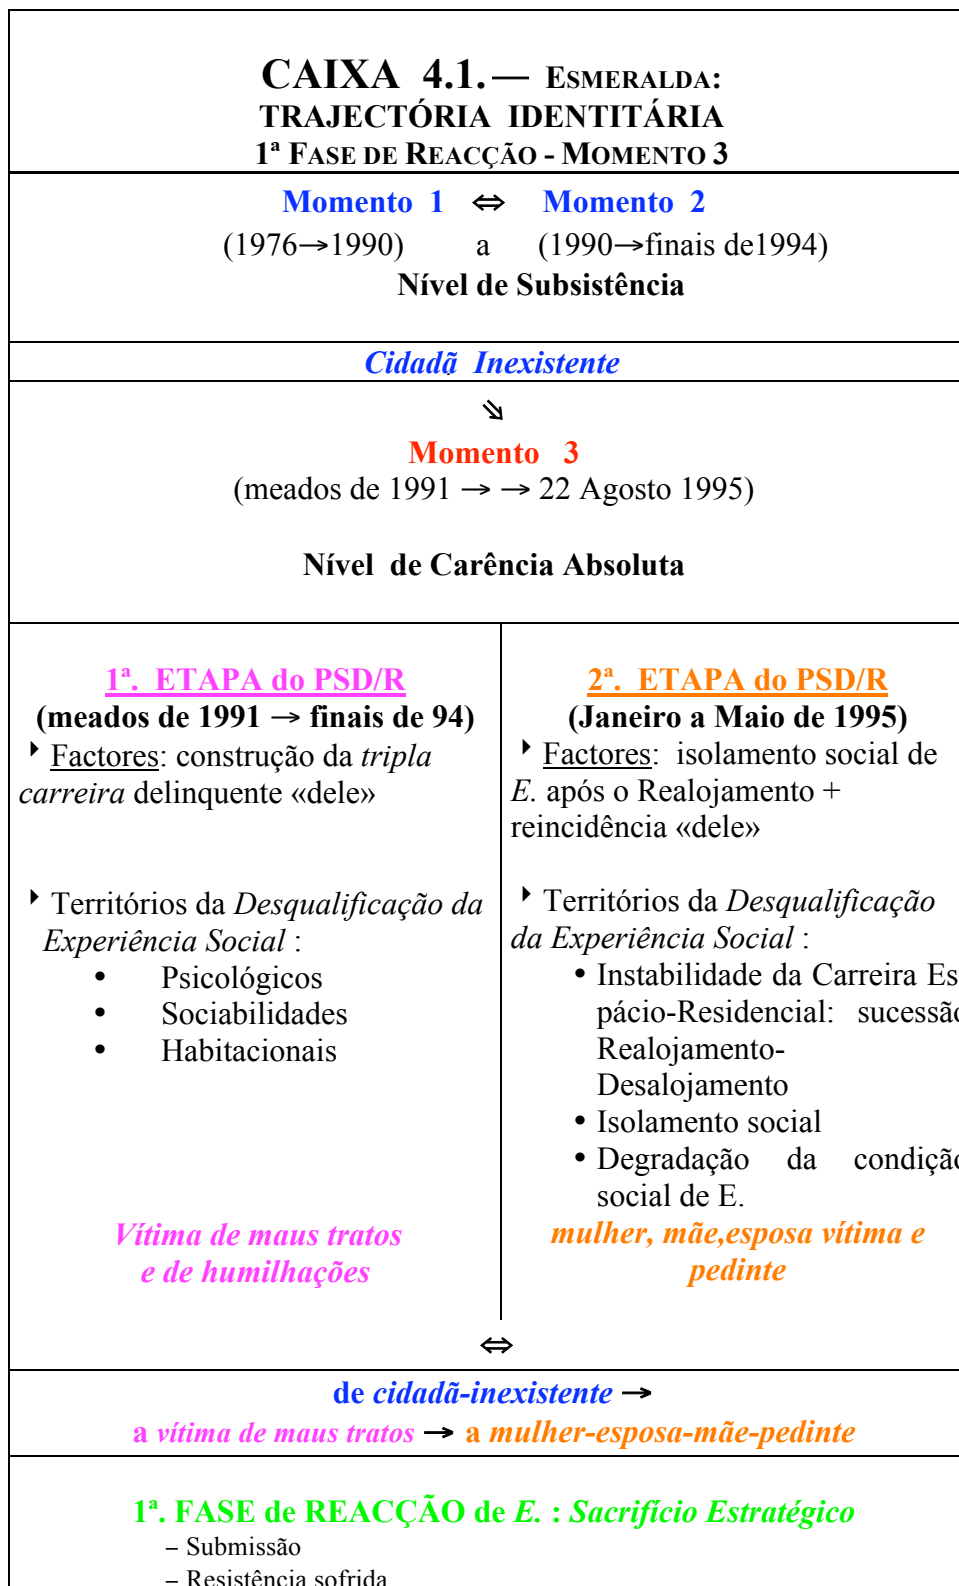 CAIXA 4.1.— ESMERALDA:
TRAJECTÓRIA IDENTITÁRIA
1ª FASE DE REACÇÃO - MOMENTO 3
Momento 1 ⇔ Momento 2
(1976→1990) a (1990→finais de1994)
Nível de Subsistência
Cidadã Inexistente
⇘
Momento 3
(meados de 1991 → → 22 Agosto 1995)
Nível de Carência Absoluta
1ª. ETAPA do PSD/R
(meados de 1991 → finais de 94)
‣ Factores: construção da tripla
carreira delinquente «dele»
‣ Territórios da Desqualificação da
Experiência Social :
• Psicológicos
• Sociabilidades
• Habitacionais
Vítima de maus tratos
e de humilhações
2ª. ETAPA do PSD/R
(Janeiro a Maio de 1995)
‣ Factores: isolamento social de
E. após o Realojamento +
reincidência «dele»
‣ Territórios da Desqualificação
da Experiência Social :
• Instabilidade da Carreira Es-
pácio-Residencial: sucessão
Realojamento-
Desalojamento
• Isolamento social
• Degradação da condição
social de E.
mulher, mãe,esposa vítima e
pedinte
⇔
de cidadã-inexistente →
a vítima de maus tratos → a mulher-esposa-mãe-pedinte
1ª. FASE de REACÇÃO de E. : Sacrifício Estratégico
– Submissão
– Resistência sofrida